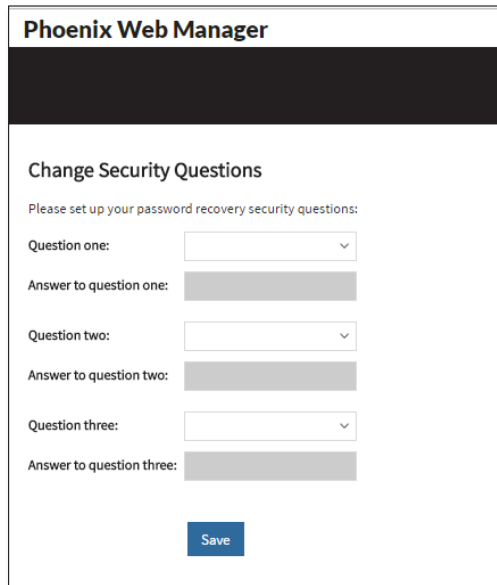 Phoenix Web Manager
Change Security Questions
Please set up your password recovery security questions:
Question one:
Answer to question one:
Question two:
Answer to question two:
Question three:
Answer to question three:
Save